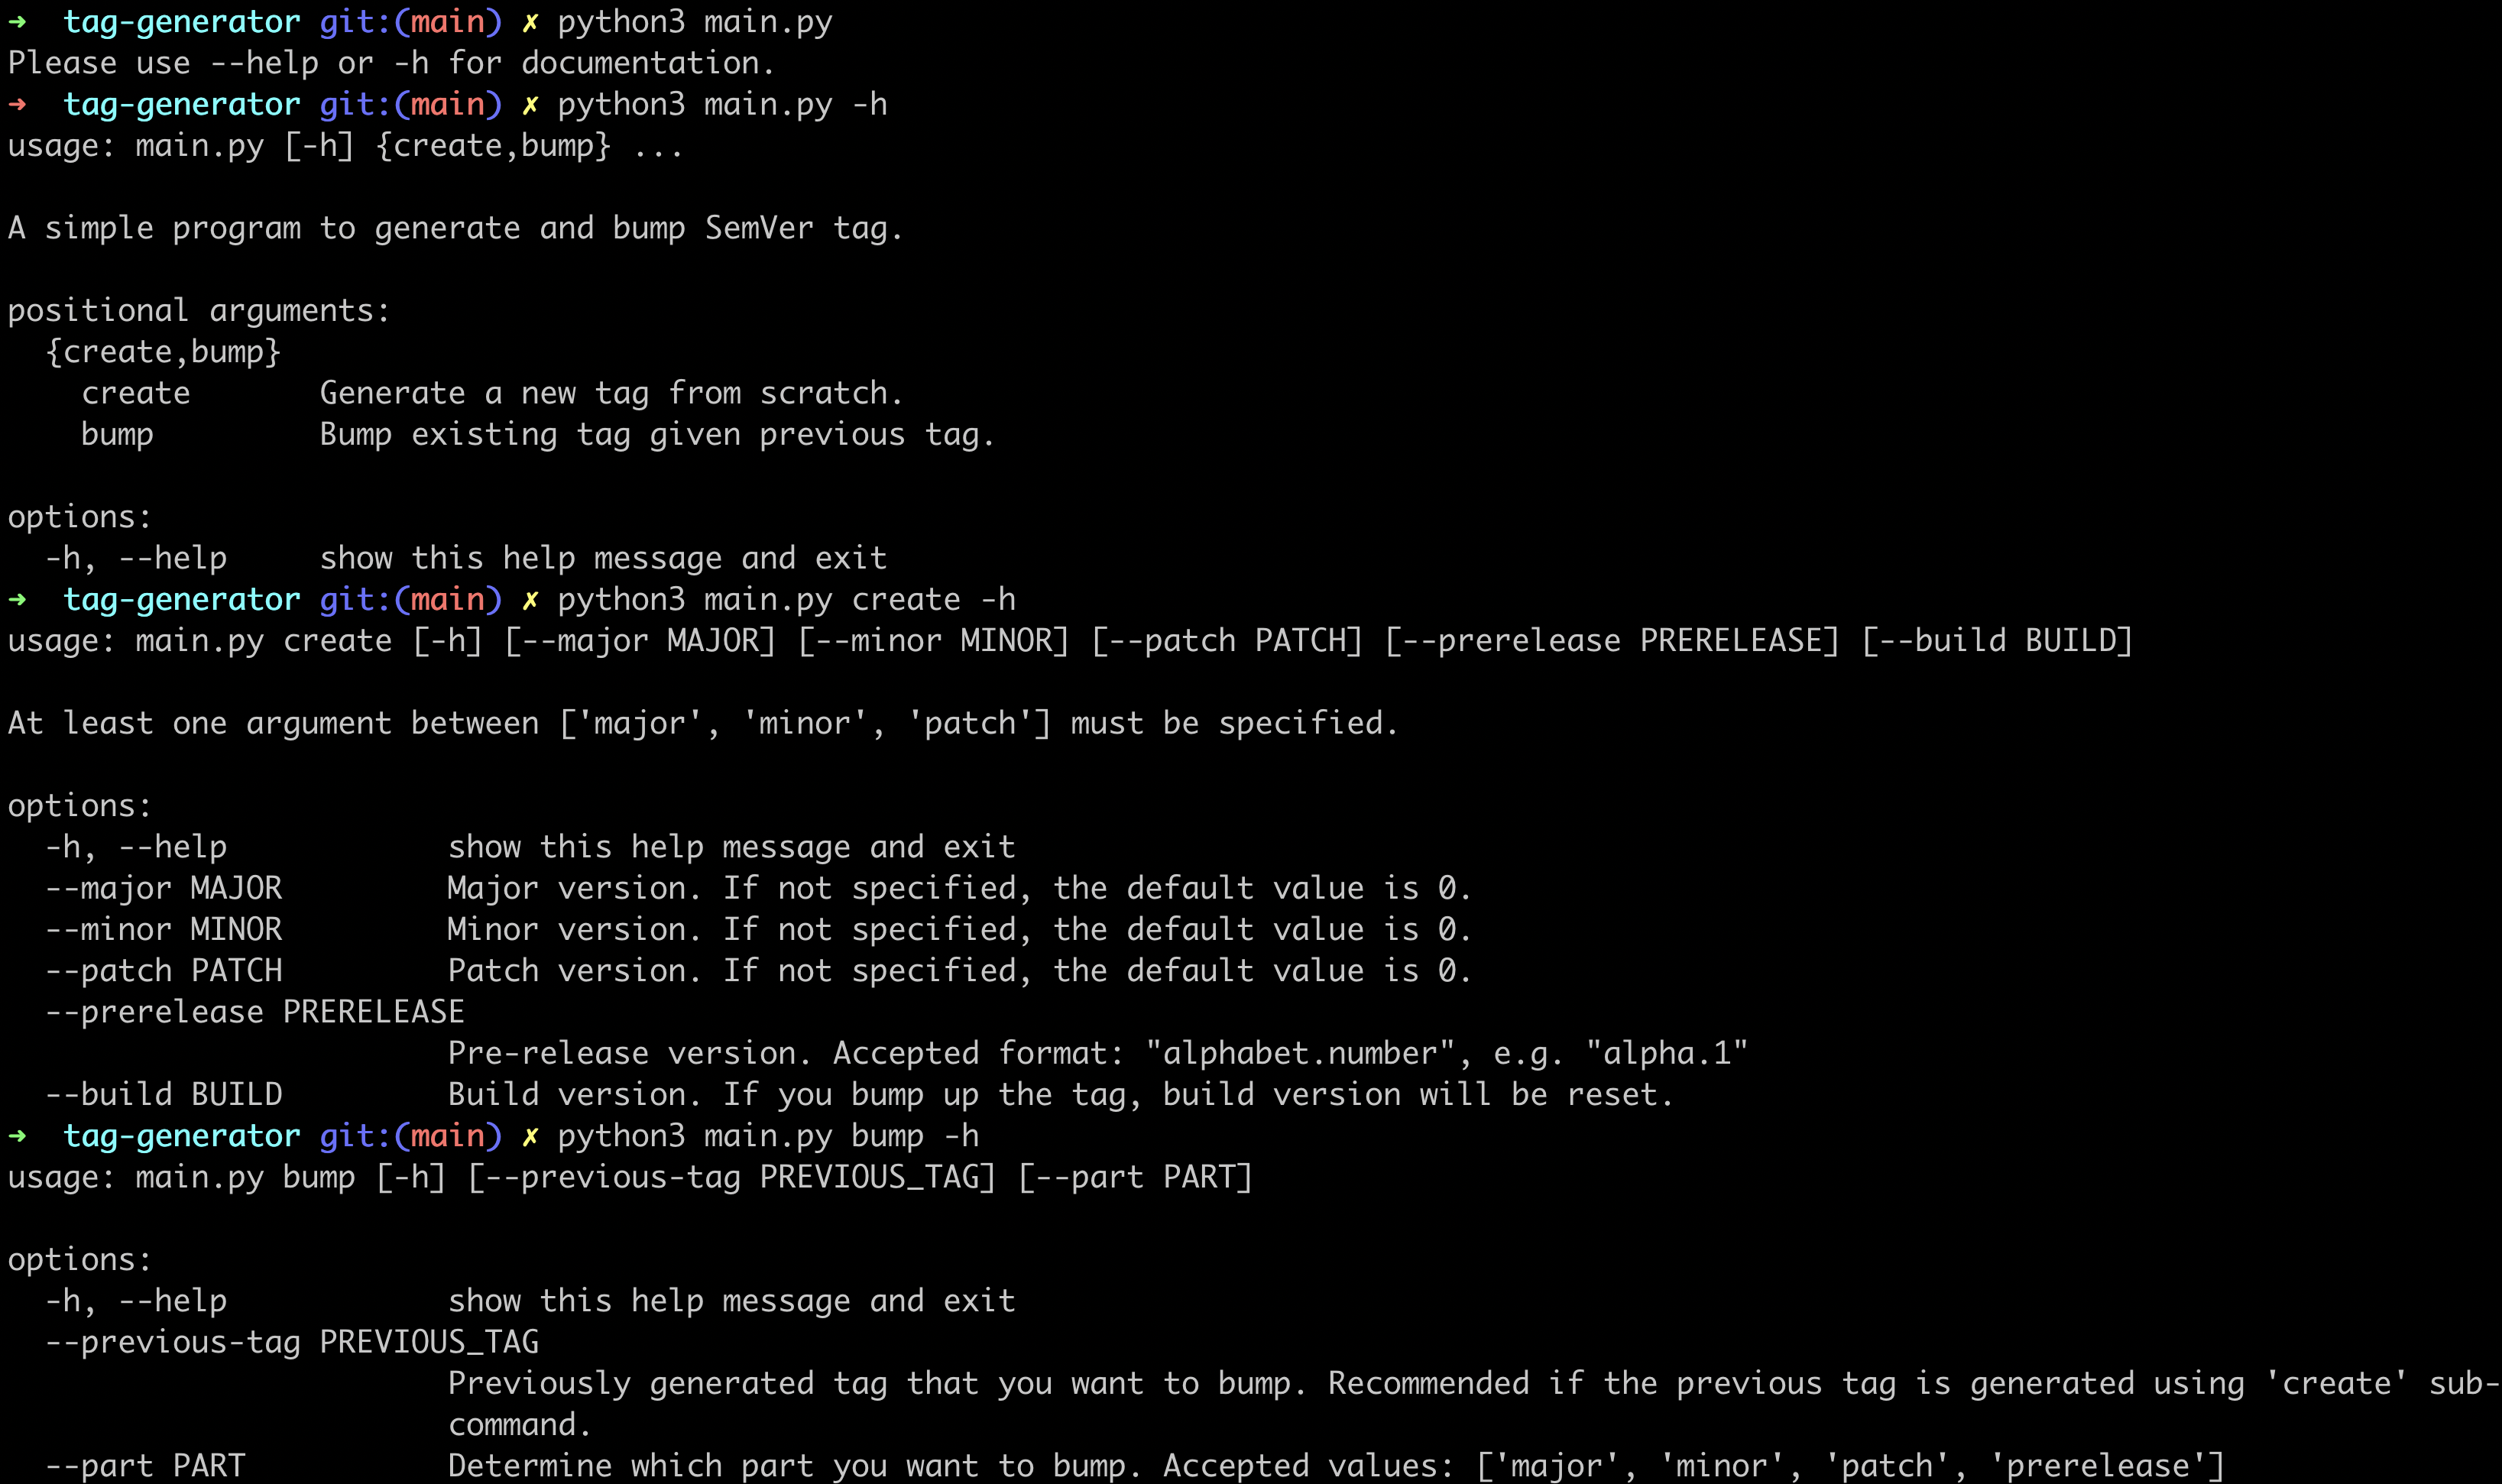 ➜  tag-generator git:(main) ✗ python3 main.py
Please use --help or -h for documentation.
➜  tag-generator git:(main) ✗ python3 main.py -h
usage: main.py [-h] {create,bump} ...

A simple program to generate and bump SemVer tag.

positional arguments:
  {create,bump}
    create       Generate a new tag from scratch.
    bump         Bump existing tag given previous tag.

options:
  -h, --help     show this help message and exit
➜  tag-generator git:(main) ✗ python3 main.py create -h
usage: main.py create [-h] [--major MAJOR] [--minor MINOR] [--patch PATCH] [--prerelease PRERELEASE] [--build BUILD]

At least one argument between ['major', 'minor', 'patch'] must be specified.

options:
  -h, --help            show this help message and exit
  --major MAJOR         Major version. If not specified, the default value is 0.
  --minor MINOR         Minor version. If not specified, the default value is 0.
  --patch PATCH         Patch version. If not specified, the default value is 0.
  --prerelease PRERELEASE
                        Pre-release version. Accepted format: "alphabet.number", e.g. "alpha.1"
  --build BUILD         Build version. If you bump up the tag, build version will be reset.
➜  tag-generator git:(main) ✗ python3 main.py bump -h
usage: main.py bump [-h] [--previous-tag PREVIOUS_TAG] [--part PART]

options:
  -h, --help            show this help message and exit
  --previous-tag PREVIOUS_TAG
                        Previously generated tag that you want to bump. Recommended if the previous tag is generated using 'create' sub-
                        command.
  --part PART           Determine which part you want to bump. Accepted values: ['major', 'minor', 'patch', 'prerelease']